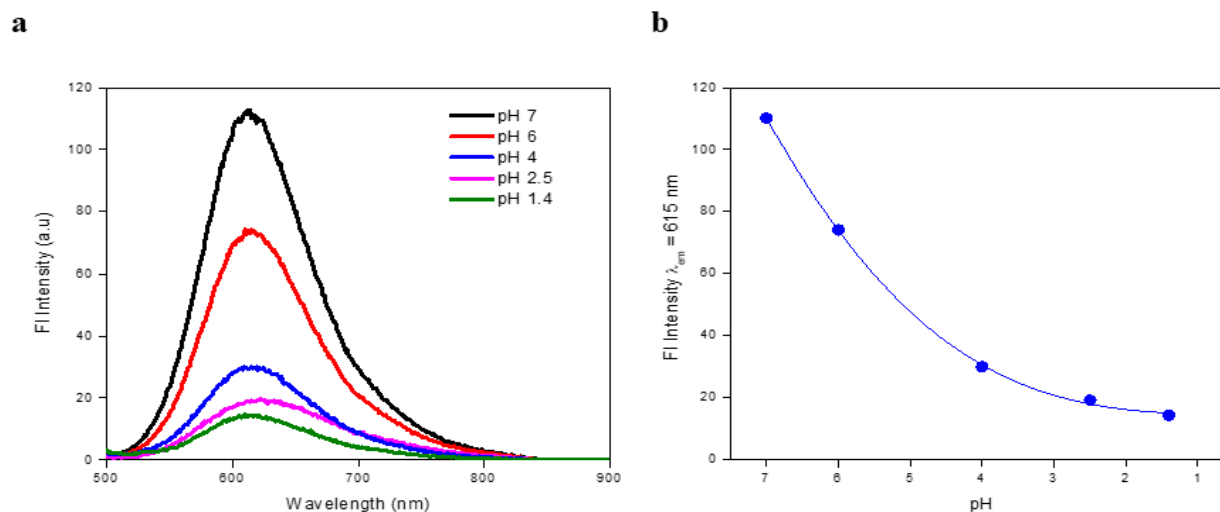 a
b
120
100
80
60
40
20
0
500
600
700
800
900
Fl Intensity (a.u)
Wavelength (nm)
pH 7
pH 6
pH 4
pH 2.5
pH 1.4
120
100
80
60
40
20
0
7
6
5
4
3
2
1
Fl Intensity λem = 615 nm
pH